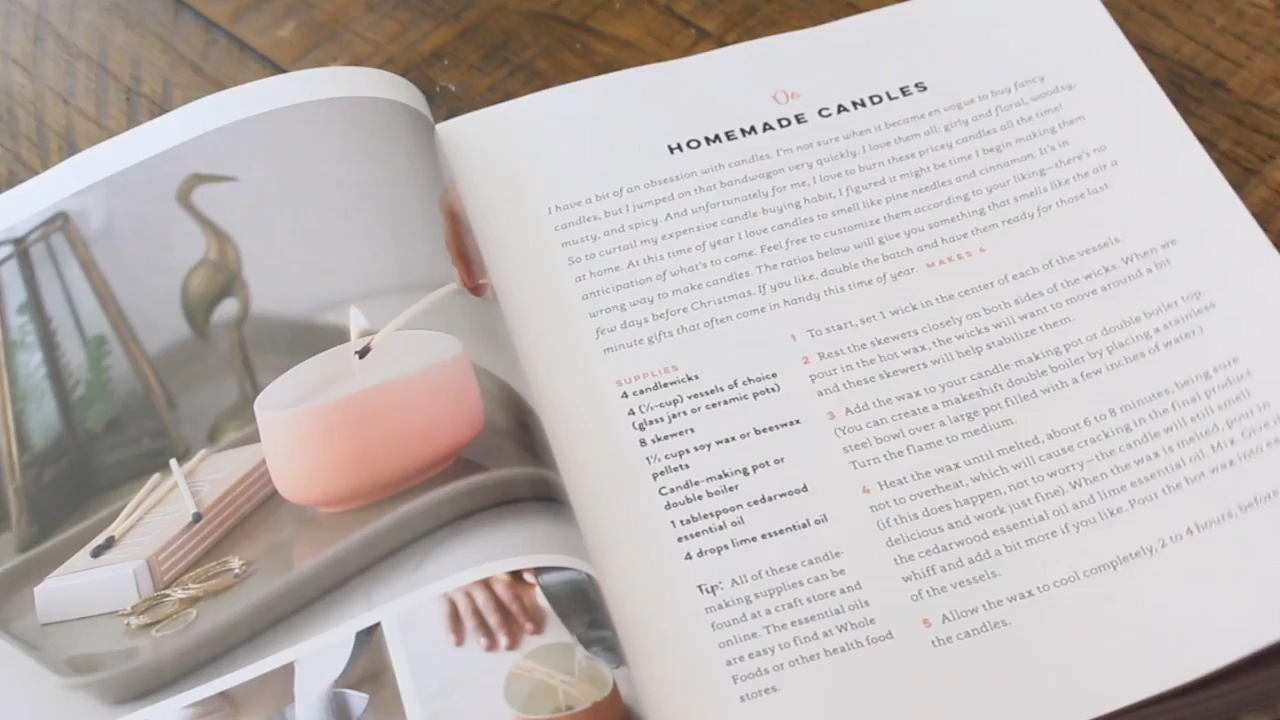 HOMEMADE CANDLES
I have a bit of an obsession with candles. I'm not sure when it became en vogue to buy fancy
candles, but I jumped on that bandwagon very quickly. I love them all: girly and floral, woodsy,
musty, and spicy. And unfortunately for me, I love to burn these pricey candles all the time!
So to curtail my expensive candle-buying habit, I figured it might be time I begin making them
at home. At this time of year I love candles to smell like pine needles and cinnamon. It's in
anticipation of what's to come. Feel free to customize them according to your liking—there's no
wrong way to make candles. The ratios below will give you something that smells like the air a
few days before Christmas. If you like, double the batch and have them ready for those last-
minute gifts that often come in handy this time of year. MAKES 4
SUPPLIES
4 candlewicks
4 (½-cup) vessels of choice
(glass jars or ceramic pots)
8 skewers
cups soy wax or beeswax
pellets
Candle-making pot or
double boiler
1 tablespoon cedarwood
essential oil
4 drops lime essential oil
Tip: All of these candle-
making supplies can be
found at a craft store and
online. The essential oils
are easy to find at Whole
Foods or other health food
stores.
1 To start, set 1 wick in the center of each of the vessels.
2 Rest the skewers closely on both sides of the wicks. When we
pour in the hot wax, the wicks will want to move around a bit
and these skewers will help stabilize them.
3 Add the wax to your candle-making pot or double boiler top.
(You can create a makeshift double boiler by placing a stainless
steel bowl over a large pot filled with a few inches of water.)
Turn the flame to medium.
4 Heat the wax until melted, about 6 to 8 minutes, being sure
not to overheat, which will cause cracking in the final product
(if this does happen, not to worry—the candle will still smell
delicious and work just fine). When the wax is melted, pour in
the cedarwood essential oil and lime essential oil. Mix. Give it
whiff and add a bit more if you like. Pour the hot wax into
of the vessels.
5 Allow the wax to cool completely, 2 to 4 hours, before
the candles.